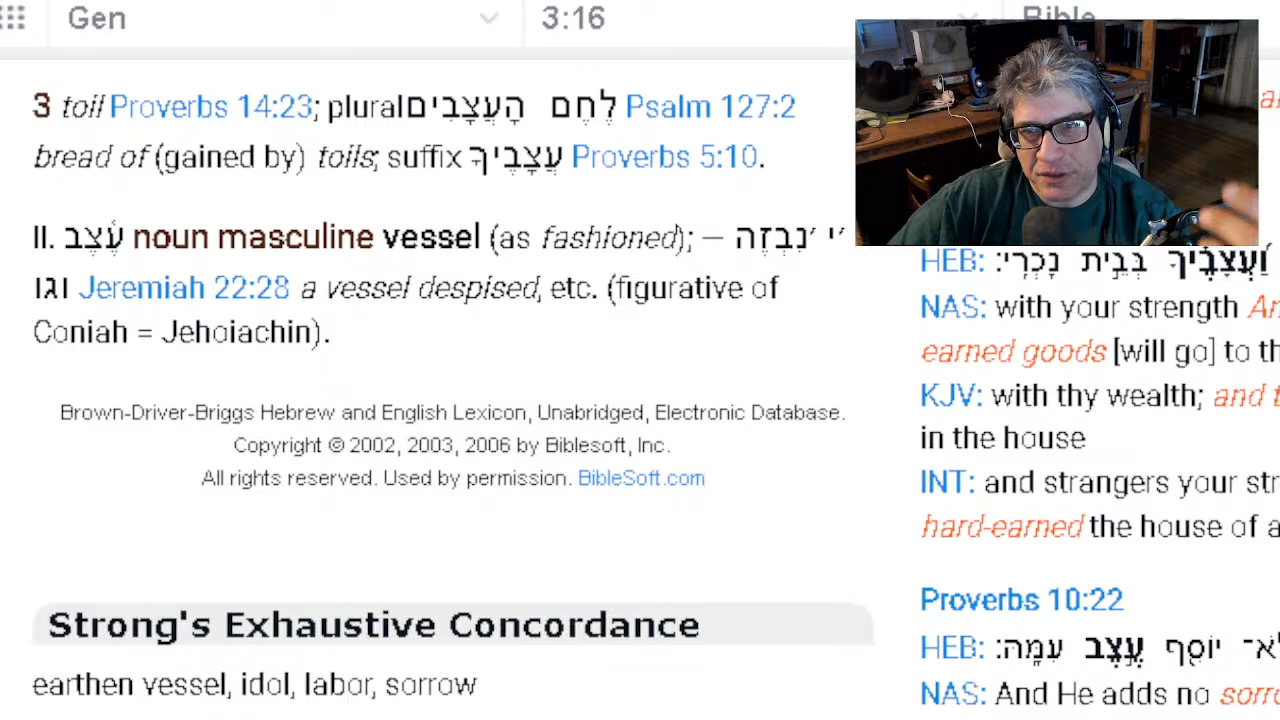 Gen
3:16
Bible
3 toil Proverbs 14:23; plural לֶחֶם הָעֲצָבִים Psalm 127:2
bread of (gained by) toils; suffix עֲצָבֶיךָ Proverbs 5:10.
II. עֶ֫צֶב noun masculine vessel (as fashioned); — ׳נִבְזֶה י׳
וגו Jeremiah 22:28 a vessel despised, etc. (figurative of
Coniah = Jehoiachin).
Brown-Driver-Briggs Hebrew and English Lexicon, Unabridged, Electronic Database.
Copyright © 2002, 2003, 2006 by Biblesoft, Inc.
All rights reserved. Used by permission. BibleSoft.com
Strong's Exhaustive Concordance
earthen vessel, idol, labor, sorrow
HEB: וַ֝עֲצָבֶ֗יךָ בְּבֵ֣ית נָכְרִֽי׃
NAS: with your strength
earned goods [will go] to
KJV: with thy wealth; and
in the house
INT: and strangers your
hard-earned the house of
Proverbs 10:22
HEB: יוֹסִ֖ף עֶ֣צֶב עִמָּֽהּ׃
NAS: And He adds no